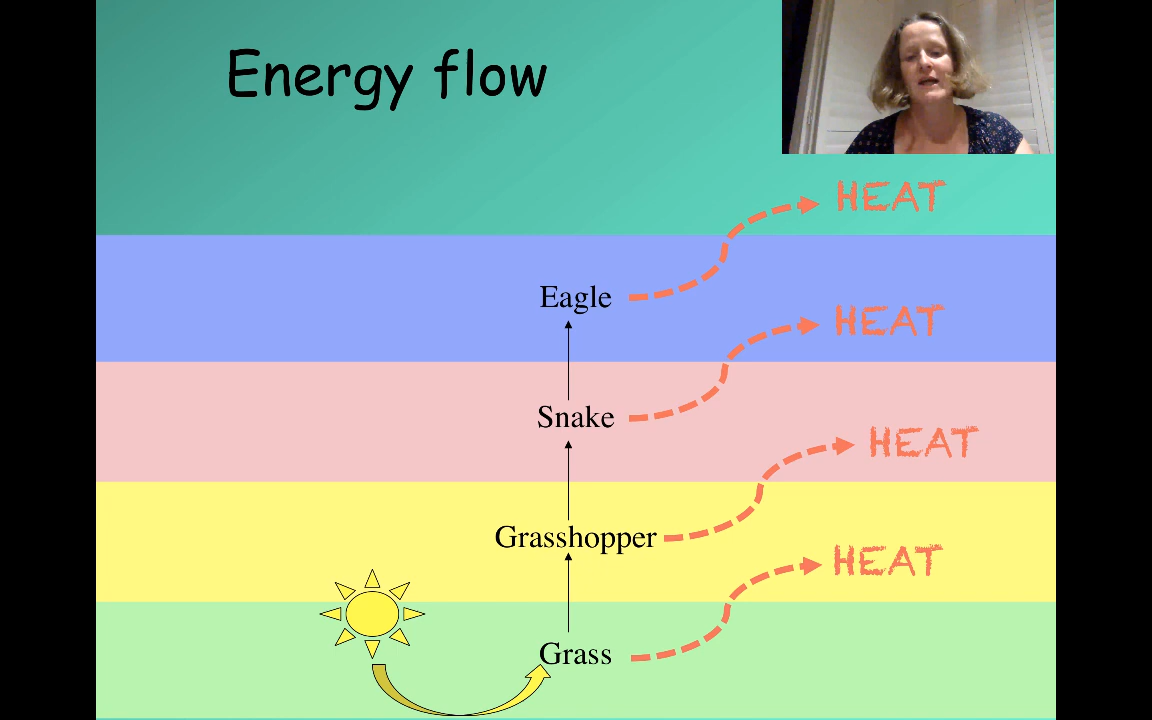 Energy flow
HEAT
Eagle
HEAT
Snake
HEAT
Grasshopper
HEAT
Grass